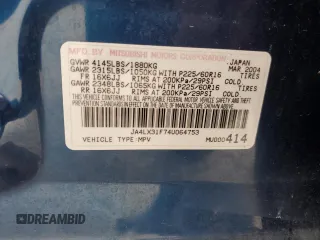 MFD BY MITSUBISHI MOTORS CORPORATION JAPAN
GVWR 4145LBS/1880KG MAR 2004
GAWR 2315LBS/1050KG WITH P225/60R16 TIRES
FR 16X6JJ RIMS AT 200KPA/29PSI COLD
GAWR 2348LBS/1065KG WITH P225/60R16 TIRES
RR 16X6JJ RIMS AT 200KPA/29PSI COLD
JA4LX31F74U064753
VEHICLE TYPE: MPV MU000414
AUTOBIDMASTER